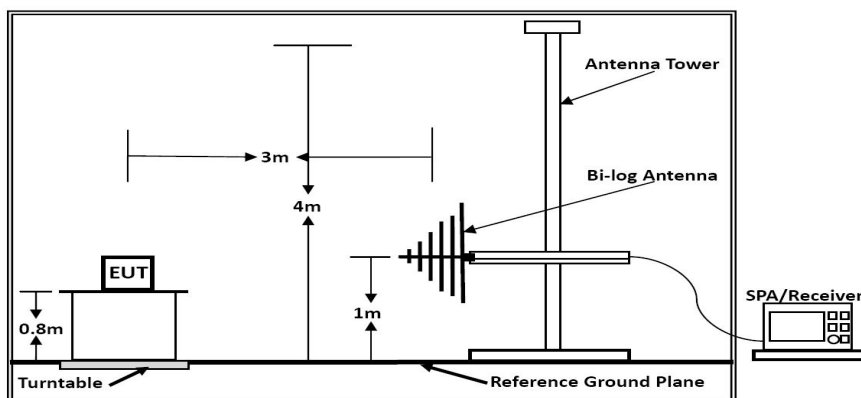 Antenna Tower
3m
Bi-log Antenna
4m
EUT
SPA/Receiver
0.8m
1m
Turntable
Reference Ground Plane